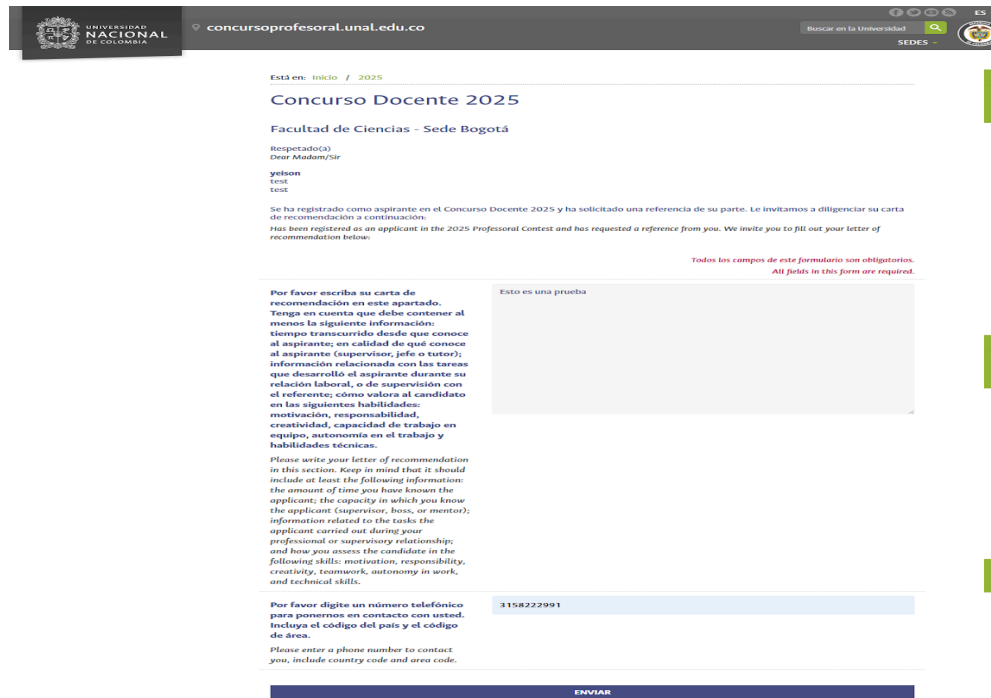 UNIVERSIDAD
NACIONAL
DE COLOMBIA
concursoprofesoral.unal.edu.co
ES
Buscar en la Universidad
SEDES
Está en: Inicio / 2025
Concurso Docente 2025
Facultad de Ciencias - Sede Bogotá
Respetado(a)
Dear Madam/Sir
yeison
test
test
Se ha registrado como aspirante en el Concurso Docente 2025 y ha solicitado una referencia de su parte. Le invitamos a diligenciar su carta
de recomendación a continuación:
Has been registered as an applicant in the 2025 Professoral Contest and has requested a reference from you. We invite you to fill out your letter of
recommendation below:
Todos los campos de este formulario son obligatorios.
All fields in this form are required.
Por favor escriba su carta de
recomendación en este apartado.
Tenga en cuenta que debe contener al
menos la siguiente información:
tiempo transcurrido desde que conoce
al aspirante; en calidad de qué conoce
al aspirante (supervisor, jefe o tutor);
información relacionada con las tareas
que desarrolló el aspirante durante su
relación laboral, o de supervisión con
el referente; cómo valora al candidato
en las siguientes habilidades:
motivación, responsabilidad,
creatividad, capacidad de trabajo en
equipo, autonomía en el trabajo y
habilidades técnicas.
Please write your letter of recommendation
in this section. Keep in mind that it should
include at least the following information:
the amount of time you have known the
applicant; the capacity in which you know
the applicant (supervisor, boss, or mentor);
information related to the tasks the
applicant carried out during your
professional or supervisory relationship;
and how you assess the candidate in the
following skills: motivation, responsibility,
creativity, teamwork, autonomy in work,
and technical skills.
Esto es una prueba
Por favor digite un número telefónico
para ponernos en contacto con usted.
Incluya el código del país y el código
de área.
Please enter a phone number to contact
you, include country code and area code.
3158222991
ENVIAR